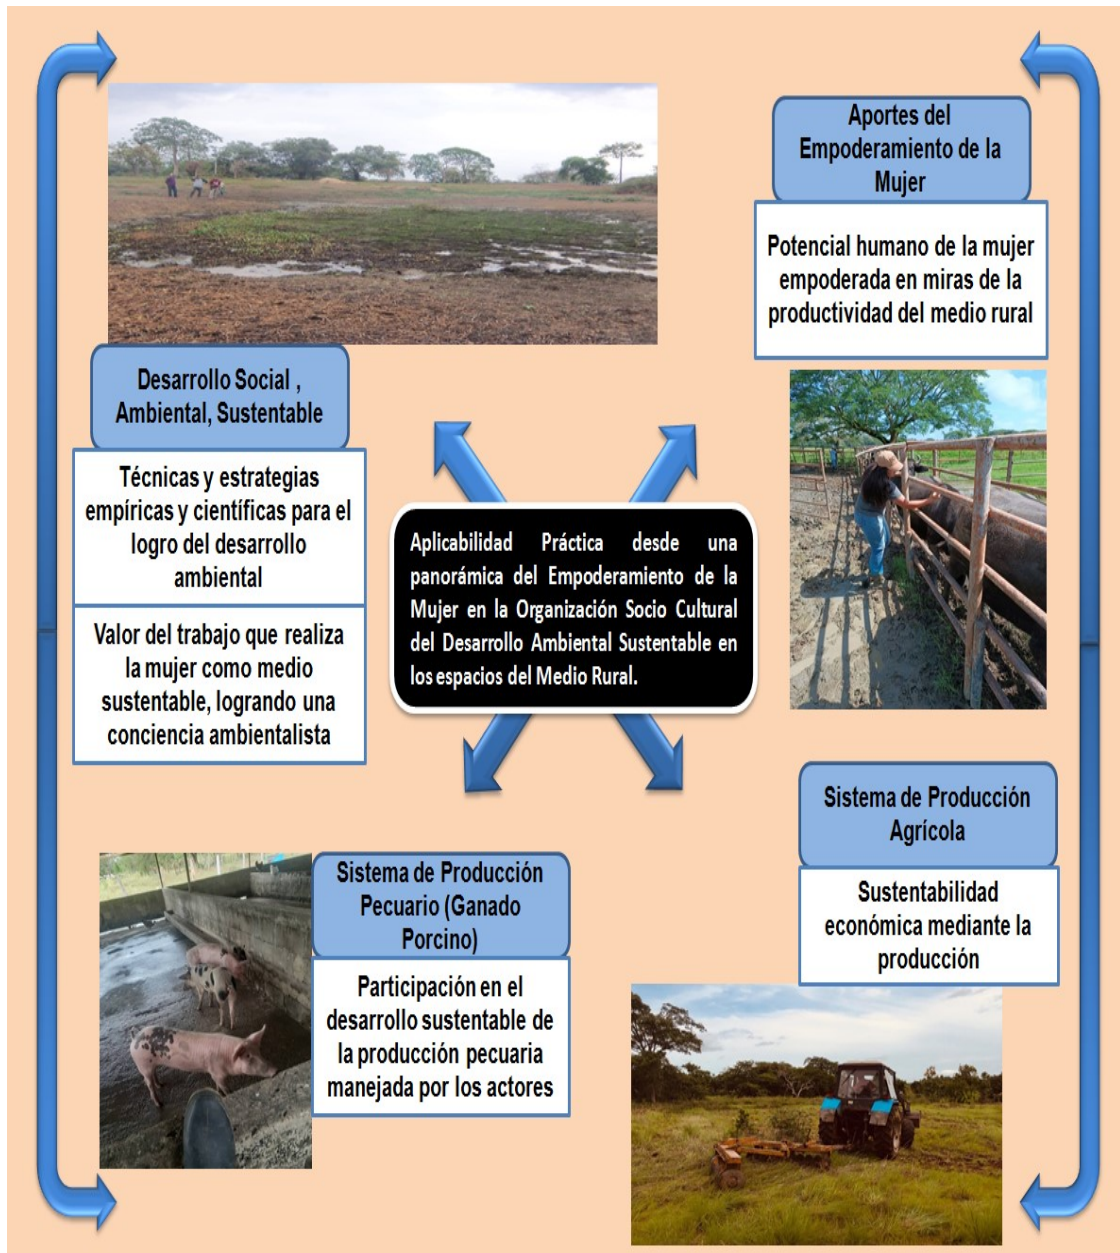 Aportes del
Empoderamiento de la
Mujer
Potencial humano de la mujer
empoderada en miras de la
productividad del medio rural
Desarrollo Social ,
Ambiental, Sustentable
Técnicas y estrategias
empíricas y científicas para el
logro del desarrollo
ambiental
Valor del trabajo que realiza
la mujer como medio
sustentable, logrando una
conciencia ambientalista
Aplicabilidad Práctica desde una
panorámica del Empoderamiento de la
Mujer en la Organización Socio Cultural
del Desarrollo Ambiental Sustentable en
los espacios del Medio Rural.
Sistema de Producción
Pecuario (Ganado
Porcino)
Participación en el
desarrollo sustentable de
la producción pecuaria
manejada por los actores
Sistema de Producción
Agrícola
Sustentabilidad
económica mediante la
producción